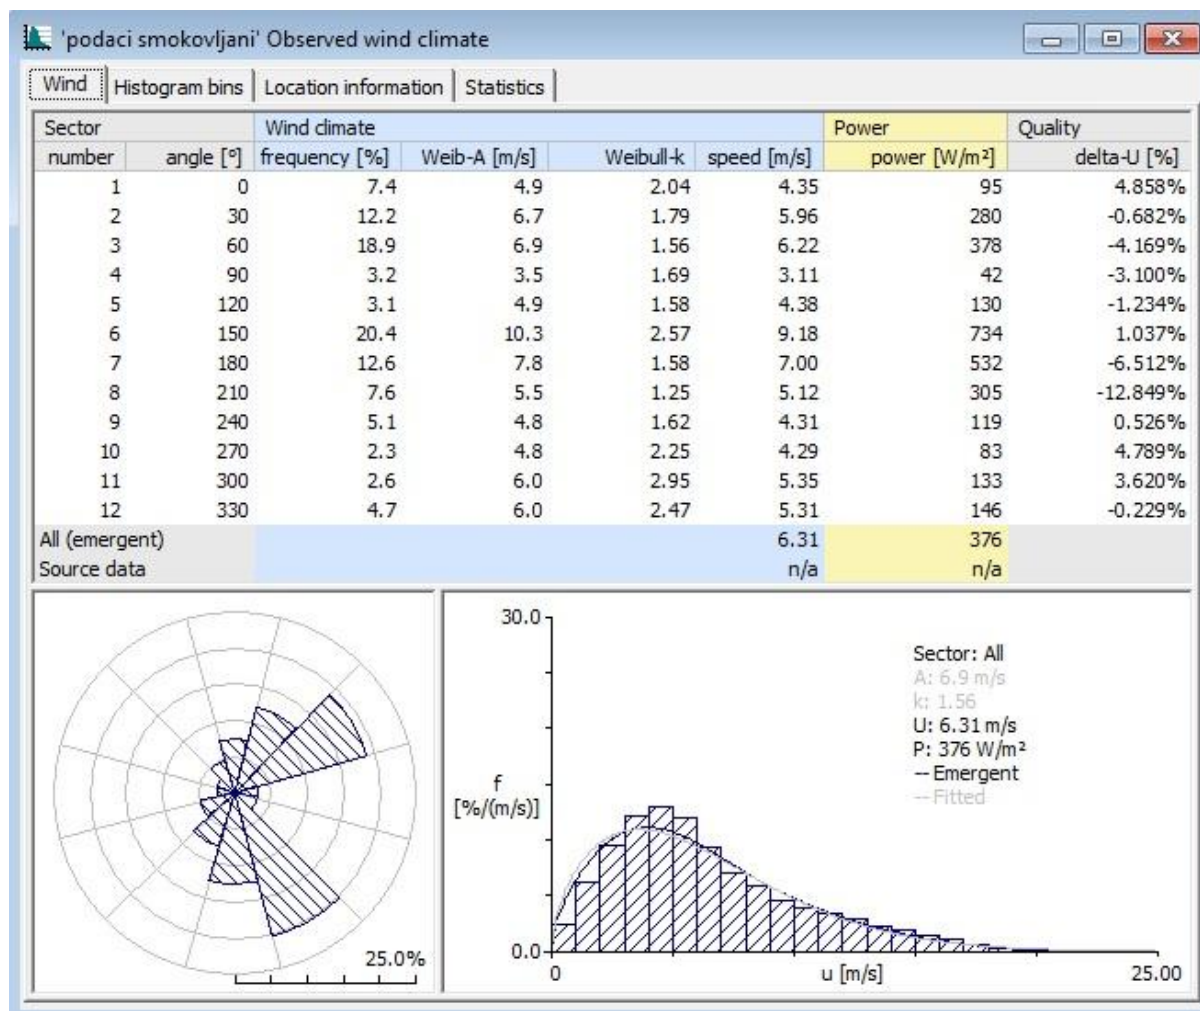 'podaci smokovljani' Observed wind climate
Wind Histogram bins Location information Statistics
Sector Wind climate Power Quality
number angle [º] frequency [%] Weib-A [m/s] Weibull-k speed [m/s] power [W/m²] delta-U [%]
1 0 7.4 4.9 2.04 4.35 95 4.858%
2 30 12.2 6.7 1.79 5.96 280 -0.682%
3 60 18.9 6.9 1.56 6.22 378 -4.169%
4 90 3.2 3.5 1.69 3.11 42 -3.100%
5 120 3.1 4.9 1.58 4.38 130 -1.234%
6 150 20.4 10.3 2.57 9.18 734 1.037%
7 180 12.6 7.8 1.58 7.00 532 -6.512%
8 210 7.6 5.5 1.25 5.12 305 -12.849%
9 240 5.1 4.8 1.62 4.31 119 0.526%
10 270 2.3 4.8 2.25 4.29 83 4.789%
11 300 2.6 6.0 2.95 5.35 133 3.620%
12 330 4.7 6.0 2.47 5.31 146 -0.229%
All (emergent) 6.31 376
Source data n/a n/a
25.0%
30.0
f
[%/(m/s)]
0.0
0 u [m/s] 25.00
Sector: All
A: 6.9 m/s
k: 1.56
U: 6.31 m/s
P: 376 W/m²
-- Emergent
-- Fitted